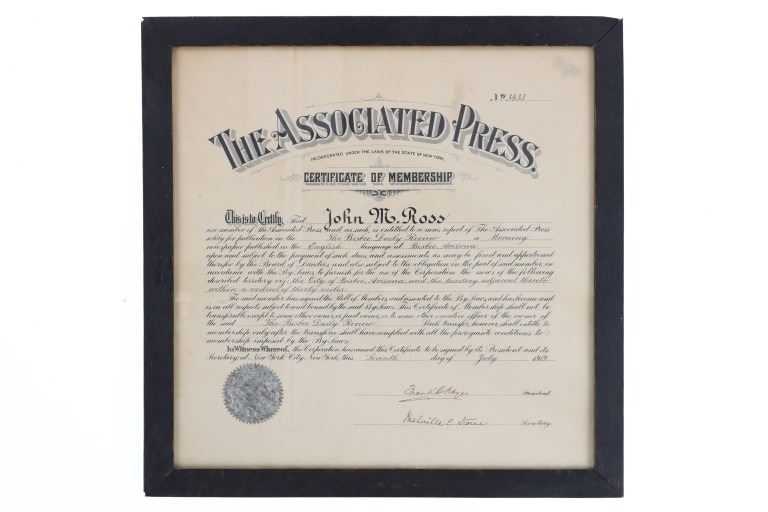 Nº 3433
THE ASSOCIATED PRESS.
INCORPORATED UNDER THE LAWS OF THE STATE OF NEW YORK.
CERTIFICATE OF MEMBERSHIP
This is to Certify, That John M. Ross
is a member of The Associated Press and, as such, is entitled to a news report of The Associated Press
solely for publication in the The Bisbee Daily Review a Morning
newspaper published in the English language at Bisbee Arizona
upon and subject to the payment of such dues and assessments as may be fixed and apportioned
therefor by the Board of Directors and also subject to the obligation on the part of said member, in
accordance with the By-Laws, to furnish for the use of the Corporation the news of the following
described territory viz: the City of Bisbee, Arizona and the territory adjacent thereto
within a radius of thirty miles.
The said member has signed the Roll of Members and assented to the By-Laws and has become and
is in all respects subject to and bound by the said By-Laws. This Certificate of Membership shall not be
transferable except to some other owner, or part owner, or to some other executive officer of the owner of
the said The Bisbee Daily Review Such transfer, however, shall entitle to
membership only after the transferee shall have complied with all the prerequisite conditions to
membership imposed by the By-Laws.
In Witness Whereof, the Corporation has caused this Certificate to be signed by its President and its
Secretary, at New York City, New York, this Seventh day of July
President
Melville E. Stone Secretary